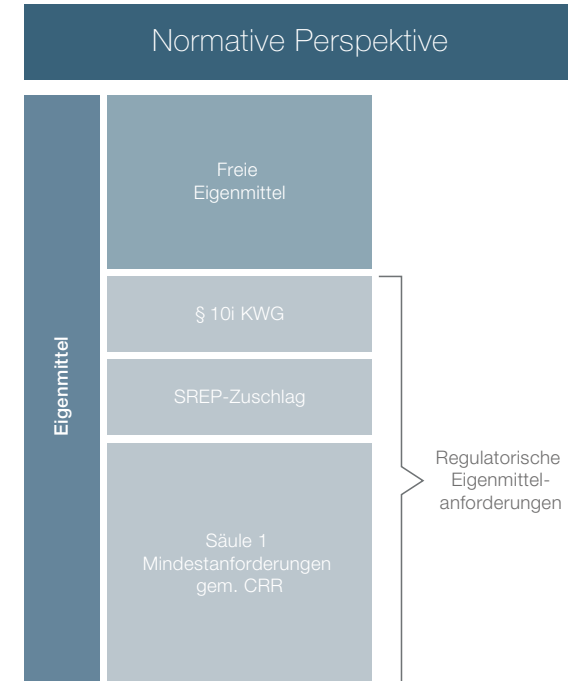 Normative Perspektive
Eigenmittel
Freie
Eigenmittel
§ 10i KWG
SREP-Zuschlag
Säule 1
Mindestanforderungen
gem. CRR
Regulatorische
Eigenmittel-
anforderungen